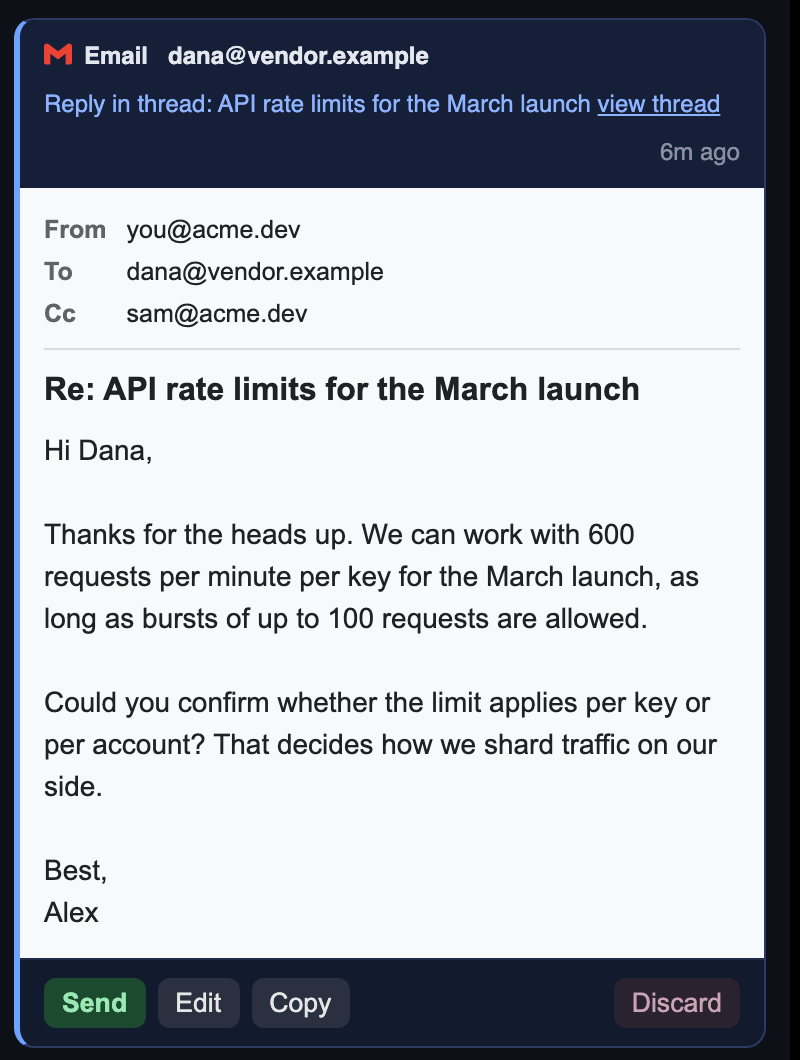 Email dana@vendor.example
Reply in thread: API rate limits for the March launch view thread
6m ago
From you@acme.dev
To dana@vendor.example
Cc sam@acme.dev
Re: API rate limits for the March launch
Hi Dana,
Thanks for the heads up. We can work with 600
requests per minute per key for the March launch, as
long as bursts of up to 100 requests are allowed.
Could you confirm whether the limit applies per key or
per account? That decides how we shard traffic on our
side.
Best,
Alex
Send Edit Copy Discard